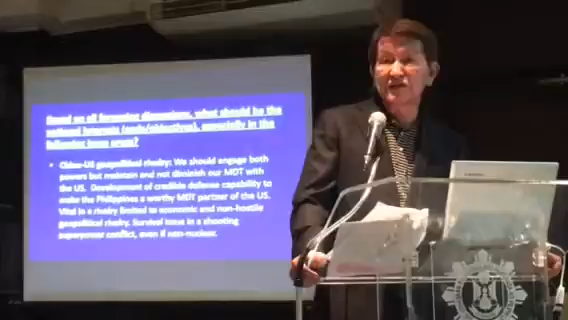 Based on all foregoing discussions, what should be the
national interests (ends/objectives), especially in the
following issue areas?
• China-US geopolitical rivalry: We should engage both
powers but maintain and not diminish our MDT with
the US. Development of credible defense capability to
make the Philippines a worthy MDT partner of the US.
Vital in a rivalry limited to economic and non-hostile
geopolitical rivalry. Survival issue in a shooting
superpower conflict, even if non-nuclear.